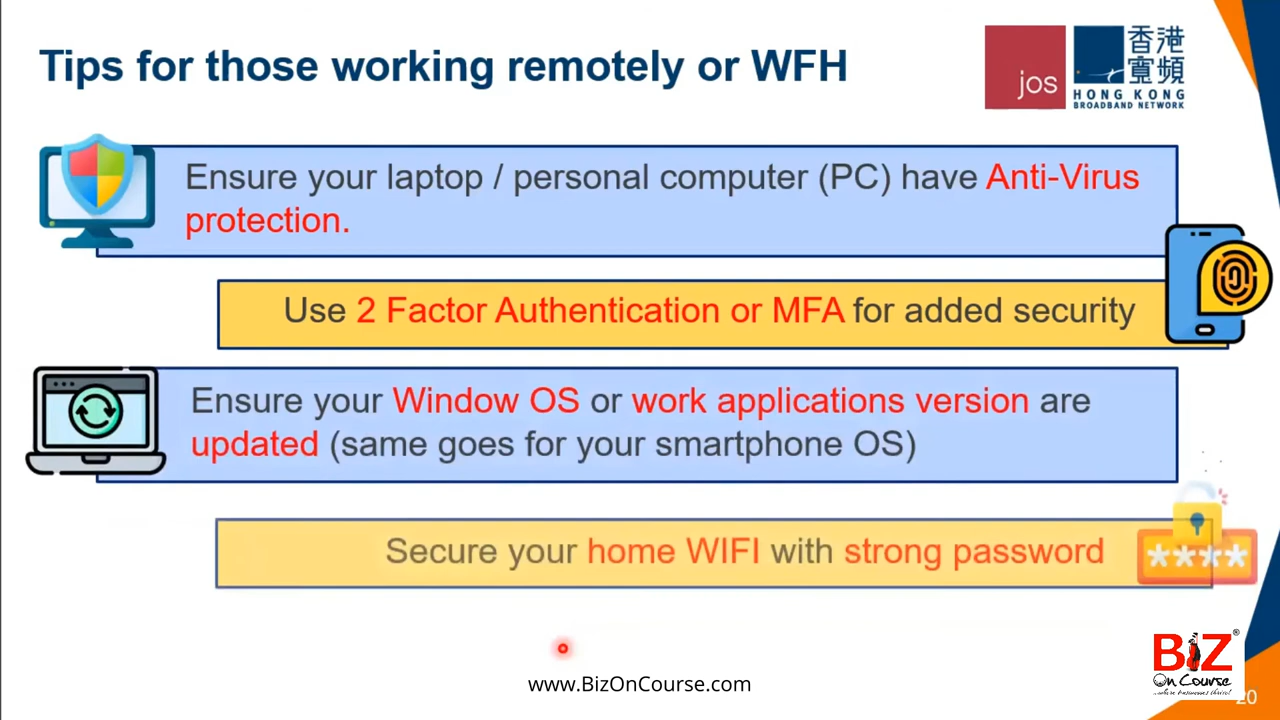 Tips for those working remotely or WFH
jos
香港
寬頻
HONG KONG
BROADBAND NETWORK
Ensure your laptop / personal computer (PC) have Anti-Virus
protection.
Use 2 Factor Authentication or MFA for added security
Ensure your Window OS or work applications version are
updated (same goes for your smartphone OS)
Secure your home WIFI with strong password
****
BiZ®
On Course
www.BizOnCourse.com
20